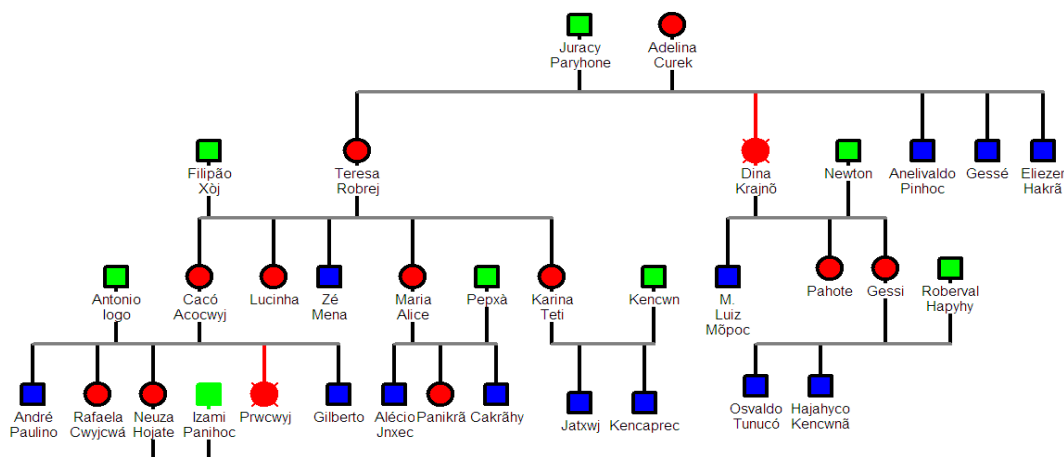 Juracy
Paryhone
Adelina
Curek
Filipão
Xòj
Teresa
Robrej
Dina
Krajnõ
Newton
Anelivaldo
Pinhoc
Gessé
Eliezer
Hakrã
Antonio
Iogo
Cacó
Acocwyj
Lucinha
Zé
Mena
Maria
Alice
Pepxà
Karina
Teti
Kencwn
M.
Luiz
Mõpoc
Pahote
Gessi
Roberval
Hapyhy
André
Paulino
Rafaela
Cwyjcwá
Neuza
Hojate
Izami
Panihoc
Prwcwyj
Gilberto
Alécio
Jnxec
Panikrã
Cakrãhy
Jatxwj
Kencaprec
Osvaldo
Tunucó
Hajahyco
Kencwnã